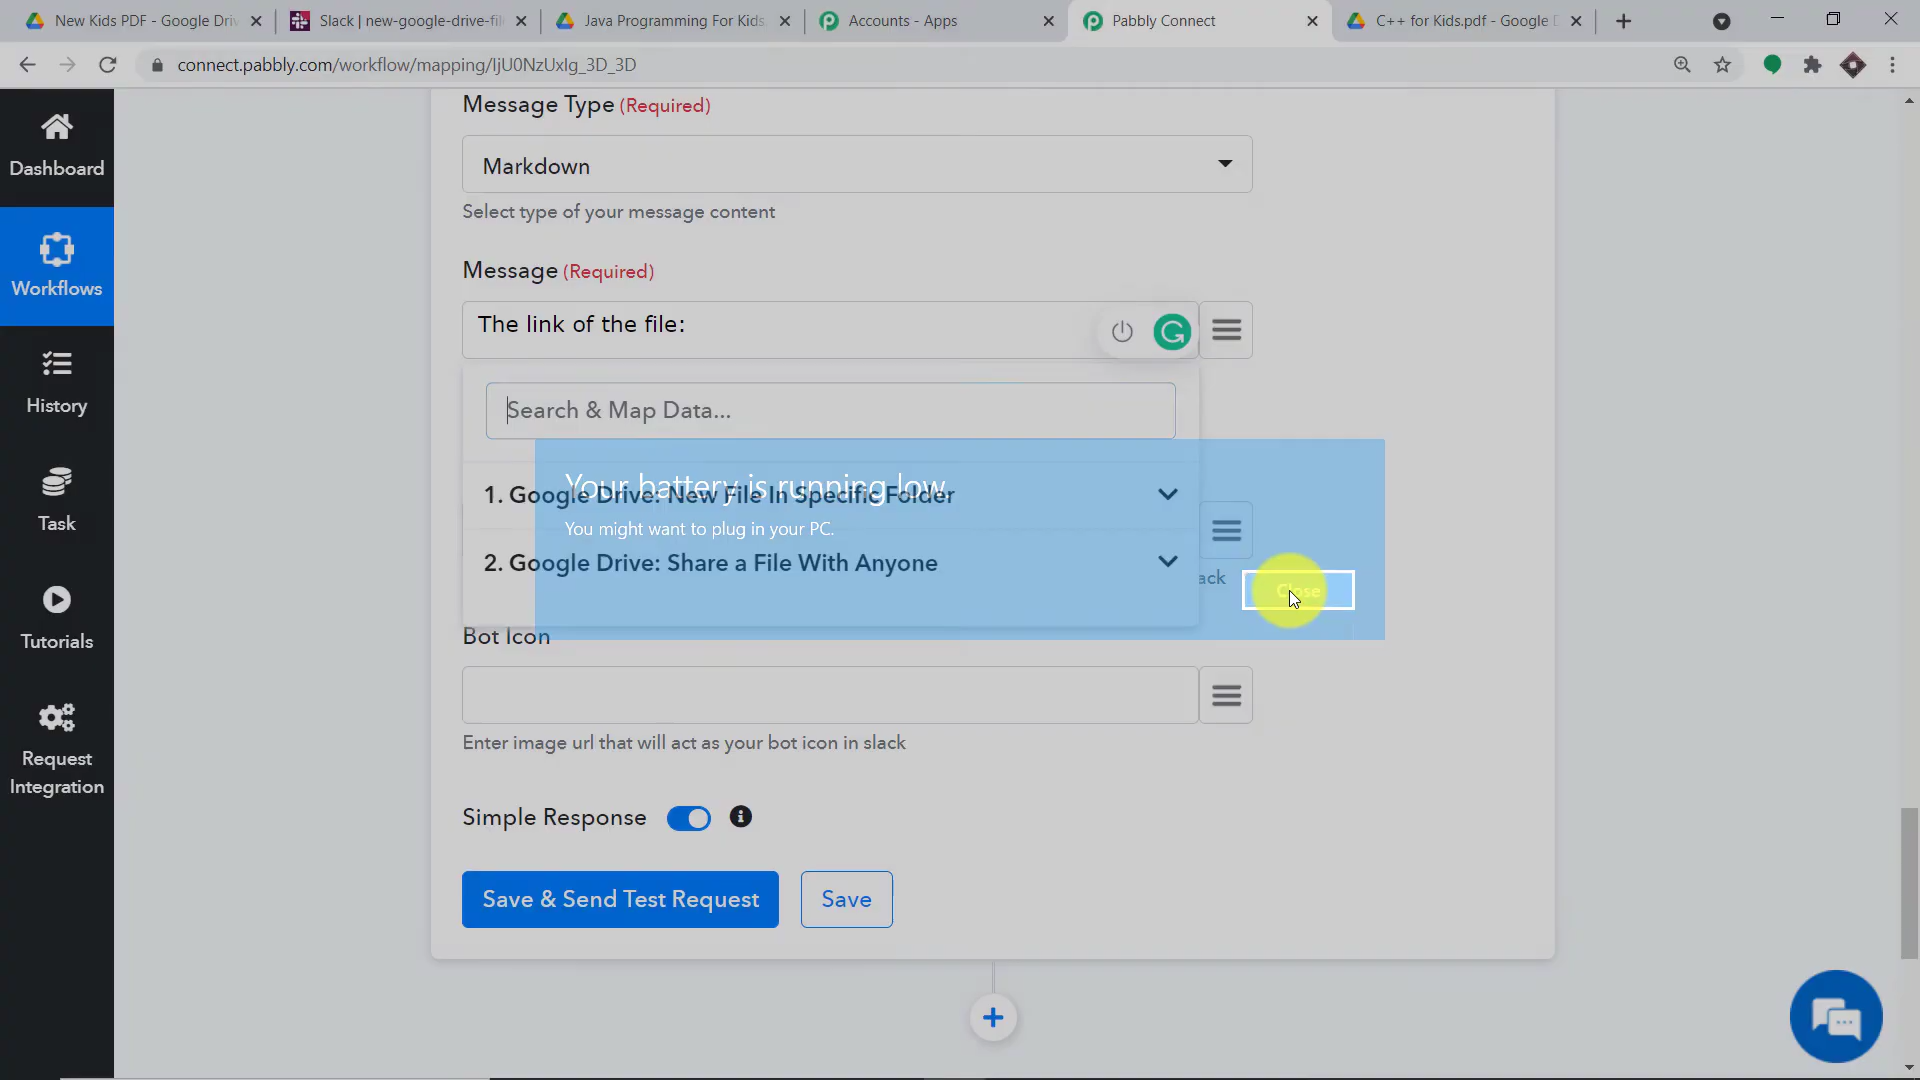 New Kids PDF - Google Driv
Slack | new-google-drive-file
Java Programming For Kids.
Accounts - Apps
Pabbly Connect
C++ for Kids.pdf - Google D
connect.pabbly.com/workflow/mapping/IjU0NzUxIg_3D_3D
Dashboard
Workflows
History
Task
Tutorials
Request
Integration
Message Type (Required)
Markdown
Select type of your message content
Message (Required)
The link of the file:
Search & Map Data...
1. Google Drive: New File In Specific Folder
Your battery is running low.
You might want to plug in your PC.
2. Google Drive: Share a File With Anyone
ack
Close
Bot Icon
Enter image url that will act as your bot icon in slack
Simple Response
Save & Send Test Request
Save